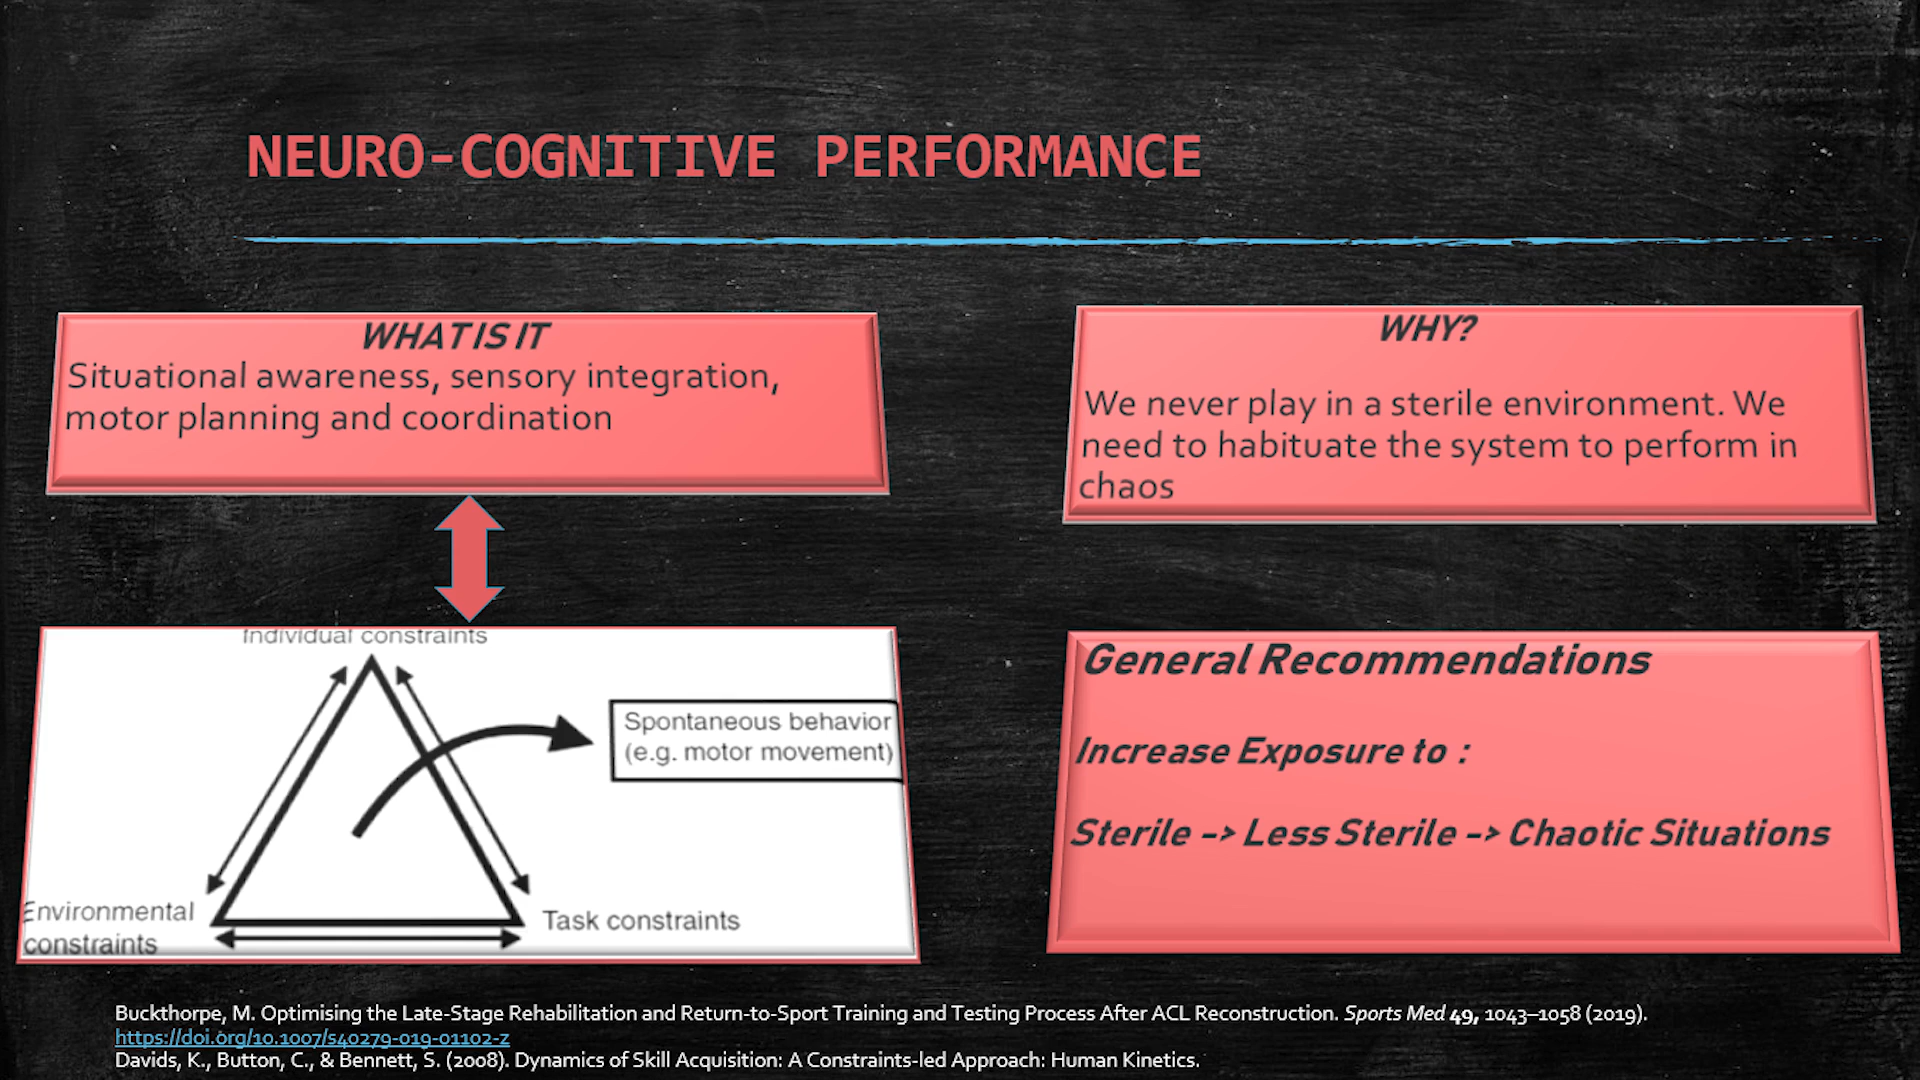 NEURO-COGNITIVE PERFORMANCE
WHAT IS IT
Situational awareness, sensory integration,
motor planning and coordination
WHY?
We never play in a sterile environment. We
need to habituate the system to perform in
chaos
Individual constraints
Spontaneous behavior
(e.g. motor movement)
Environmental
constraints
Task constraints
General Recommendations
Increase Exposure to :
Sterile -> Less Sterile -> Chaotic Situations
Buckthorpe, M. Optimising the Late-Stage Rehabilitation and Return-to-Sport Training and Testing Process After ACL Reconstruction. Sports Med 49, 1043–1058 (2019).
https://doi.org/10.1007/s40279-019-01102-z
Davids, K., Button, C., & Bennett, S. (2008). Dynamics of Skill Acquisition: A Constraints-led Approach: Human Kinetics.